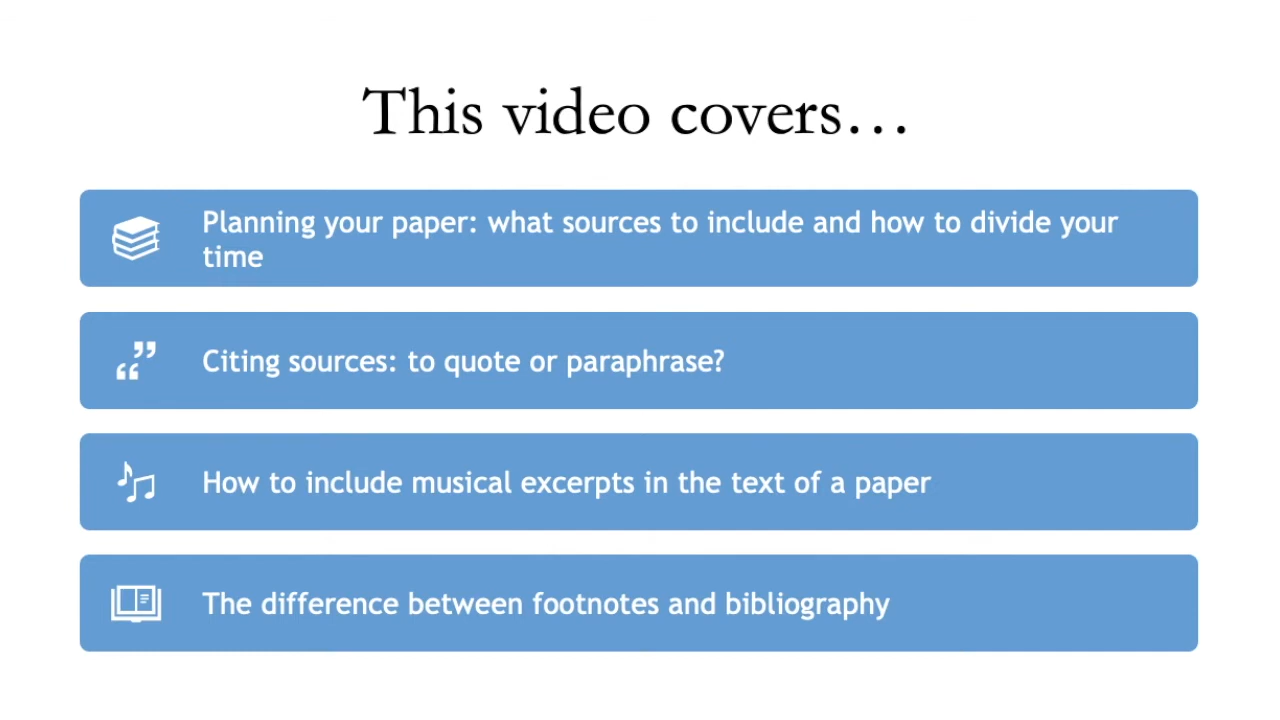 This video covers…
Planning your paper: what sources to include and how to divide your
time
Citing sources: to quote or paraphrase?
How to include musical excerpts in the text of a paper
The difference between footnotes and bibliography